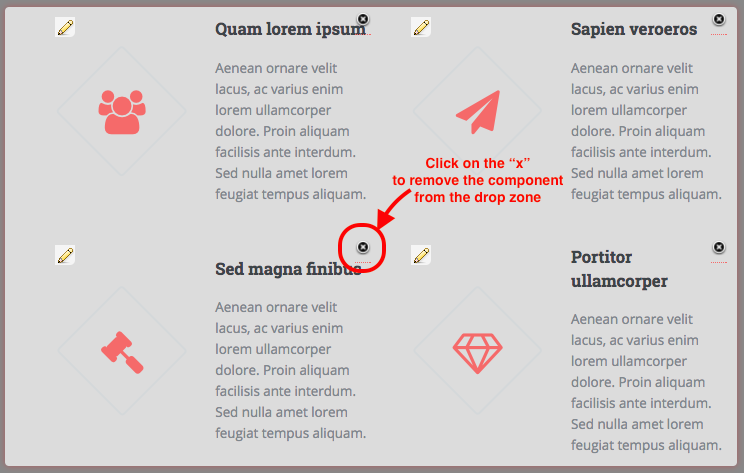 Quam lorem ipsum
Aenean ornare velit
lacus, ac varius enim
lorem ullamcorper
dolore. Proin aliquam
facilisis ante interdum.
Sed nulla amet lorem
feugiat tempus aliquam.
Sapien veroeros
Aenean ornare velit
lacus, ac varius enim
lorem ullamcorper
dolore. Proin aliquam
facilisis ante interdum.
Sed nulla amet lorem
feugiat tempus aliquam.
Click on the “x”
to remove the component
from the drop zone
Sed magna finibus
Aenean ornare velit
lacus, ac varius enim
lorem ullamcorper
dolore. Proin aliquam
facilisis ante interdum.
Sed nulla amet lorem
feugiat tempus aliquam.
Portitor
ullamcorper
Aenean ornare velit
lacus, ac varius enim
lorem ullamcorper
dolore. Proin aliquam
facilisis ante interdum.
Sed nulla amet lorem
feugiat tempus aliquam.